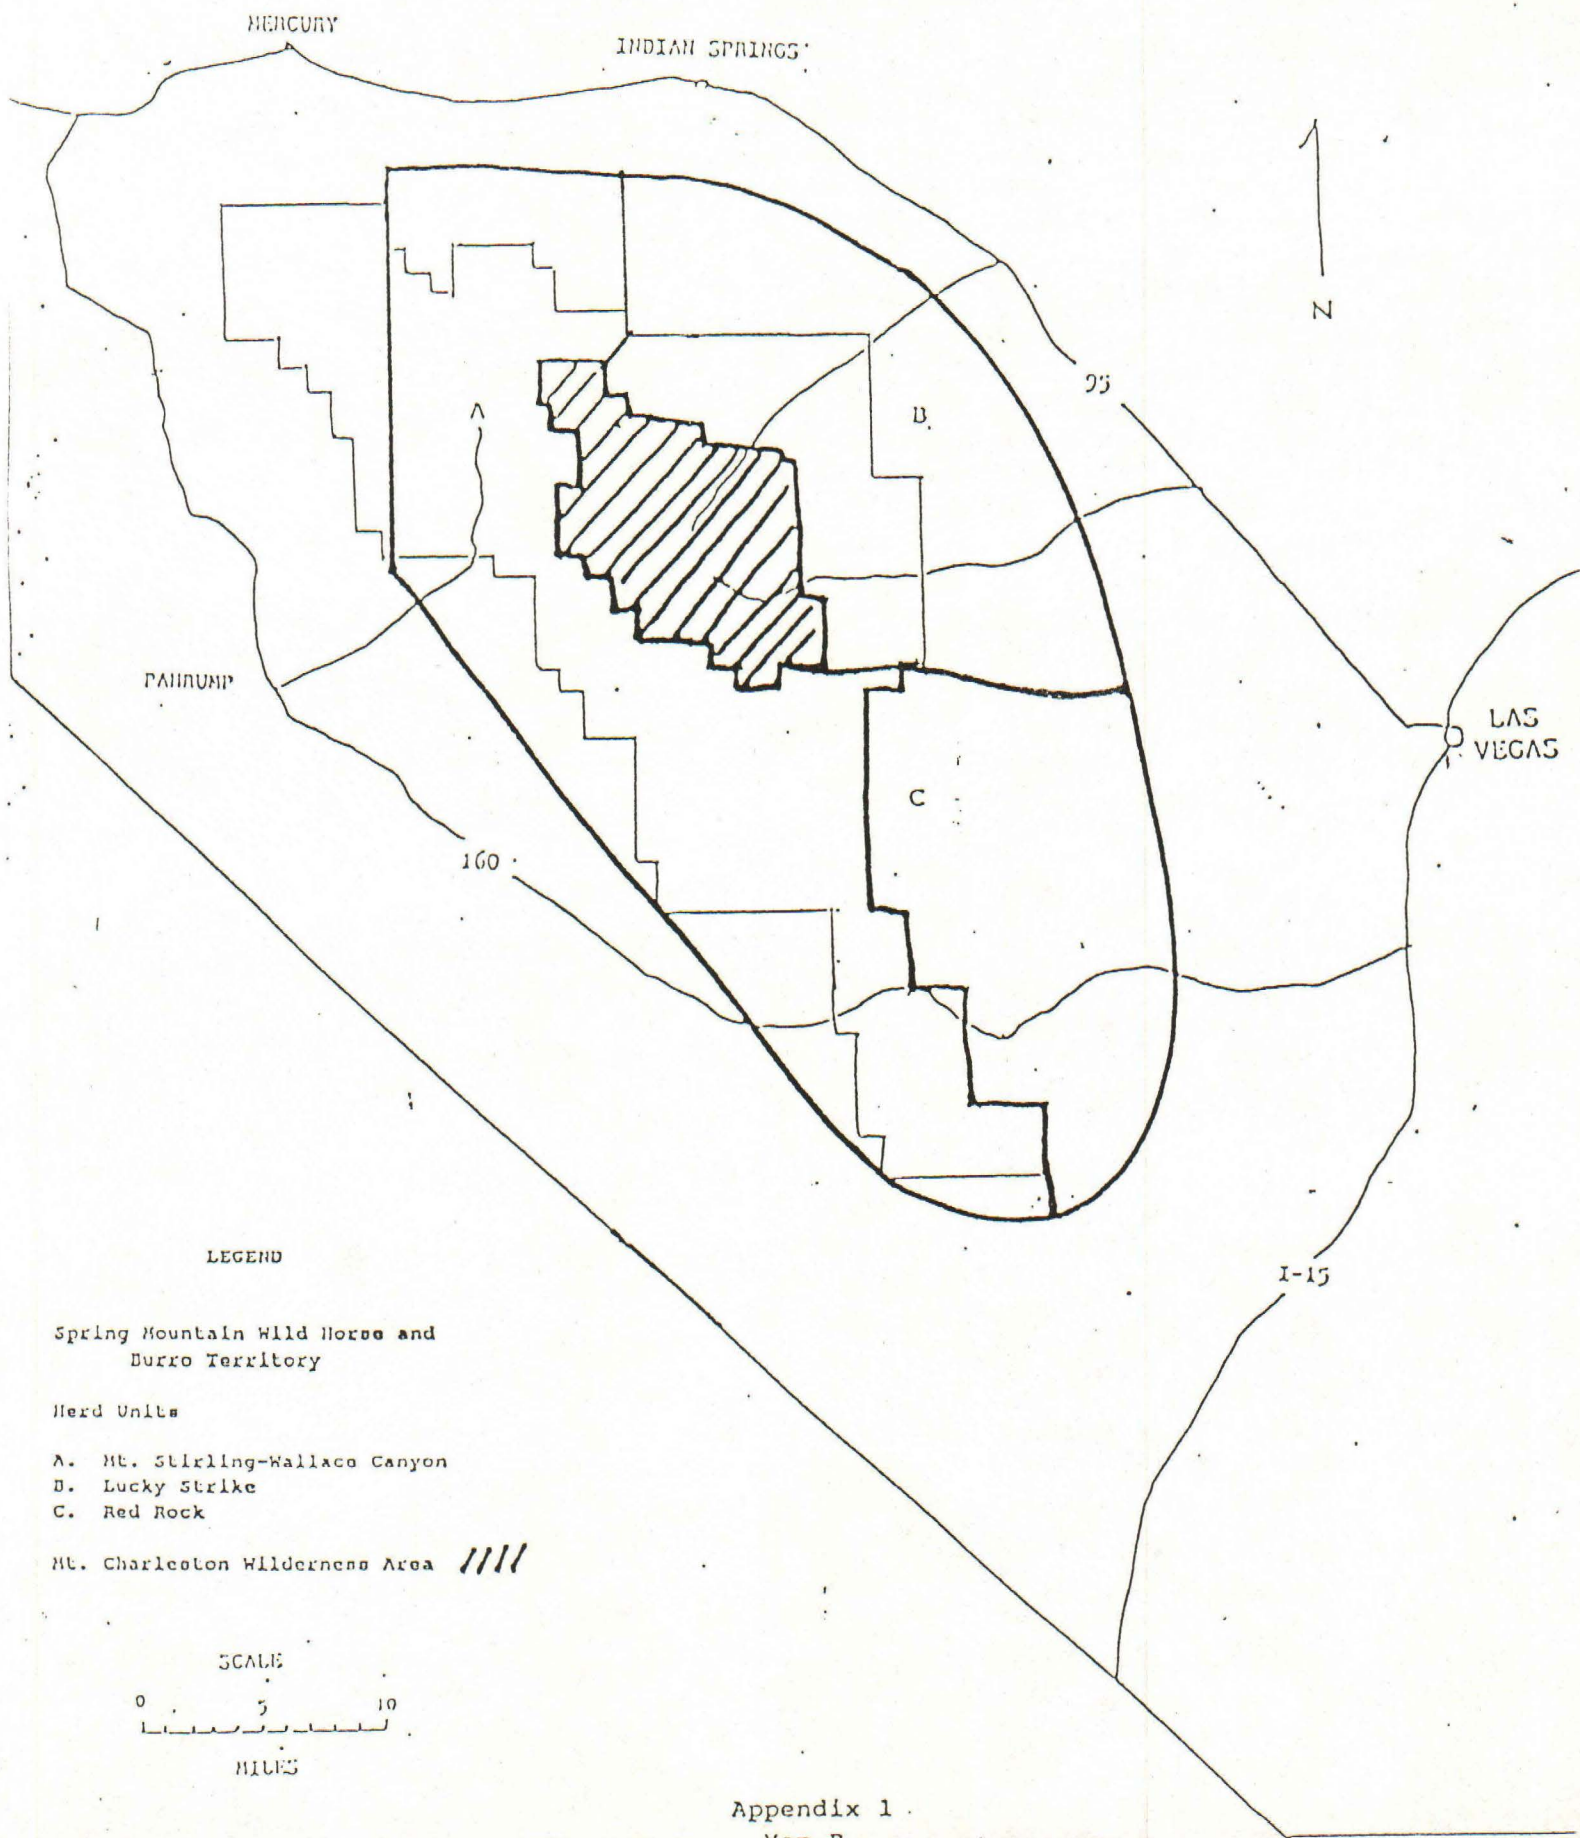 MERCURY
INDIAN SPRINGS
N
95
A
B
PAHRUMP
LAS
VEGAS
C
160
I-15
LEGEND
Spring Mountain Wild Horse and
Burro Territory
Herd Units
A. Mt. Stirling-Wallace Canyon
B. Lucky Strike
C. Red Rock
Mt. Charleston Wilderness Area
SCALE
0 5 10
MILES
Appendix 1